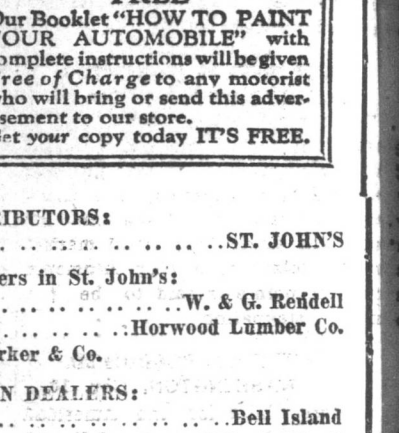 FREE
Our Booklet "HOW TO PAINT
YOUR AUTOMOBILE" with
complete instructions will be given
Free of Charge to any motorist
who will bring or send this adver-
tisement to our store.
Get your copy today IT'S FREE.
IBUTORS:
. . . . . . . . . . ST. JOHN'S
ers in St. John's:
. . . . . . . . . . W. & G. Rendell
. . . . . . . Horwood Lumber Co.
rker & Co.
N DEALERS:
. . . . . . . . . . Bell Island